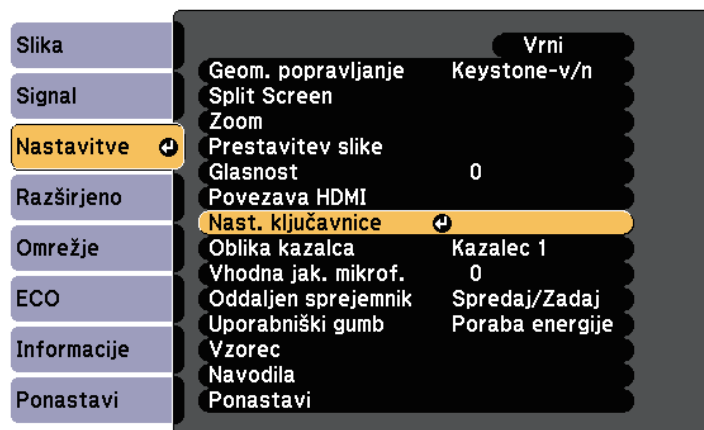 Slika
Signal
Nastavitve
Razširjeno
Omrežje
ECO
Informacije
Ponastavi
Vrni
Geom. popravljanje Keystone-v/n
Split Screen
Zoom
Prestavitev slike
Glasnost 0
Povezava HDMI
Nast. ključavnice
Oblika kazalca Kazalec 1
Vhodna jak. mikrof. 0
Oddaljen sprejemnik Spredaj/Zadaj
Uporabniški gumb Poraba energije
Vzorec
Navodila
Ponastavi